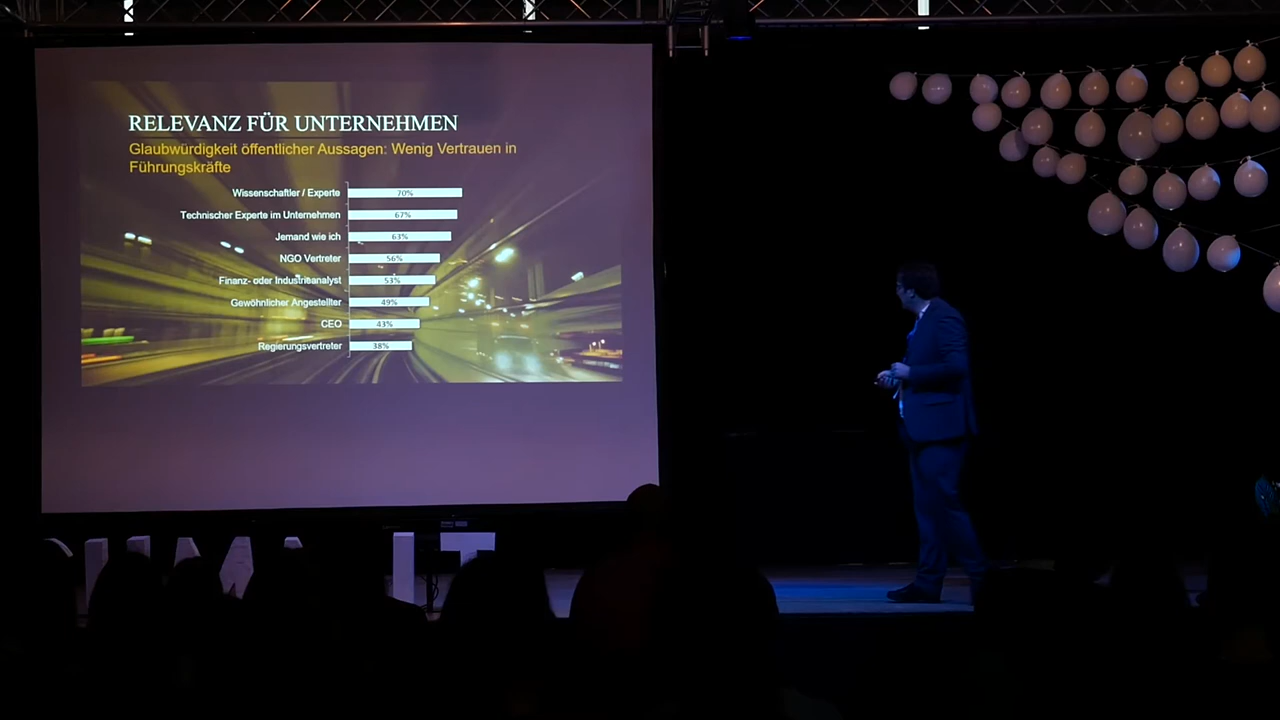 RELEVANZ FÜR UNTERNEHMEN
Glaubwürdigkeit öffentlicher Aussagen: Wenig Vertrauen in
Führungskräfte
Wissenschaftler / Experte 70%
Technischer Experte im Unternehmen 67%
Jemand wie ich 63%
NGO Vertreter 56%
Finanz- oder Industrieanalyst 53%
Gewöhnlicher Angestellter 49%
CEO 43%
Regierungsvertreter 38%